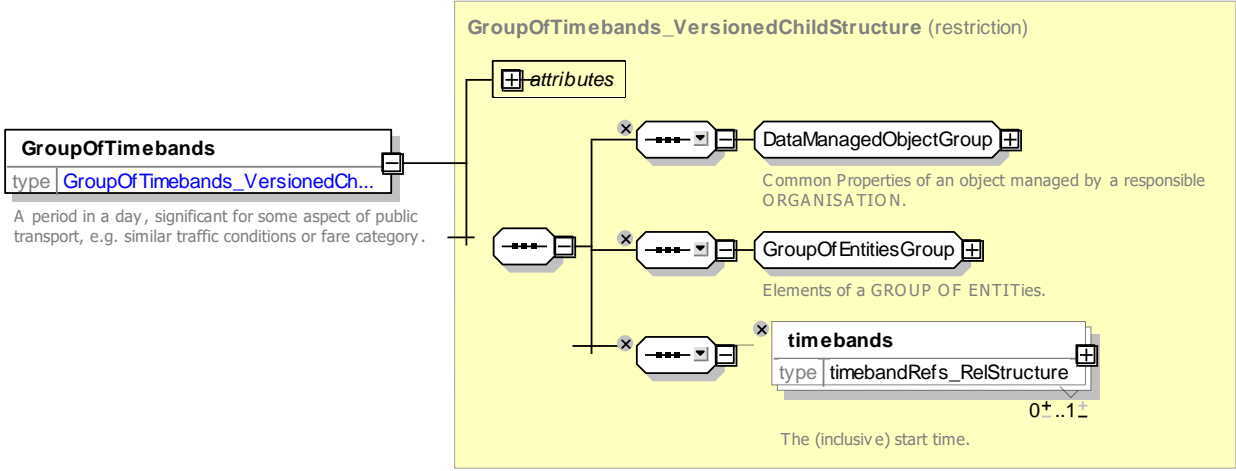 GroupOfTimebands_VersionedChildStructure (restriction)
attributes
GroupOfTimebands
type GroupOfTimebands_VersionedCh...
A period in a day, significant for some aspect of public
transport, e.g. similar traffic conditions or fare category.
DataManagedObjectGroup
Common Properties of an object managed by a responsible
ORGANISATION.
GroupOfEntitiesGroup
Elements of a GROUP OF ENTITies.
timebands
type timebandRefs_RelStructure
0±..1±
The (inclusive) start time.